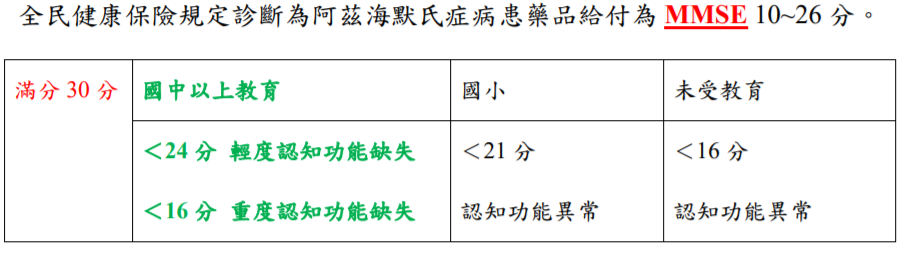 全民健康保險規定診斷為阿茲海默氏症病患藥品給付為 MMSE 10~26 分。
滿分 30 分
國中以上教育
國小
未受教育
＜24 分 輕度認知功能缺失
＜16 分 重度認知功能缺失
＜21 分
認知功能異常
＜16 分
認知功能異常